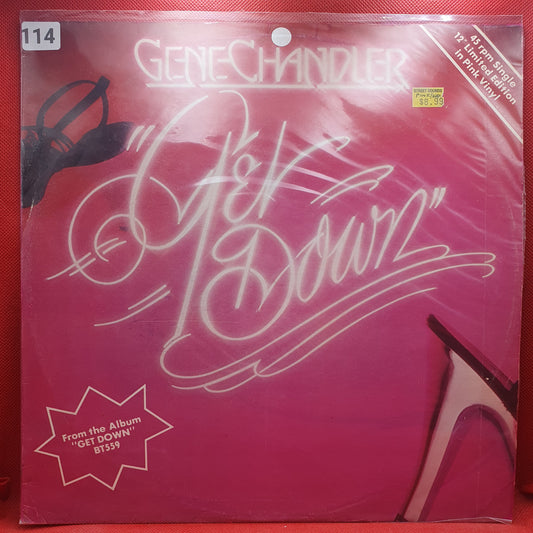 114
GENE CHANDLER
45 rpm Single
12" Limited Edition
in Pink Vinyl
$8.99
"GET
DOWN"
From the Album
"GET DOWN"
BT559